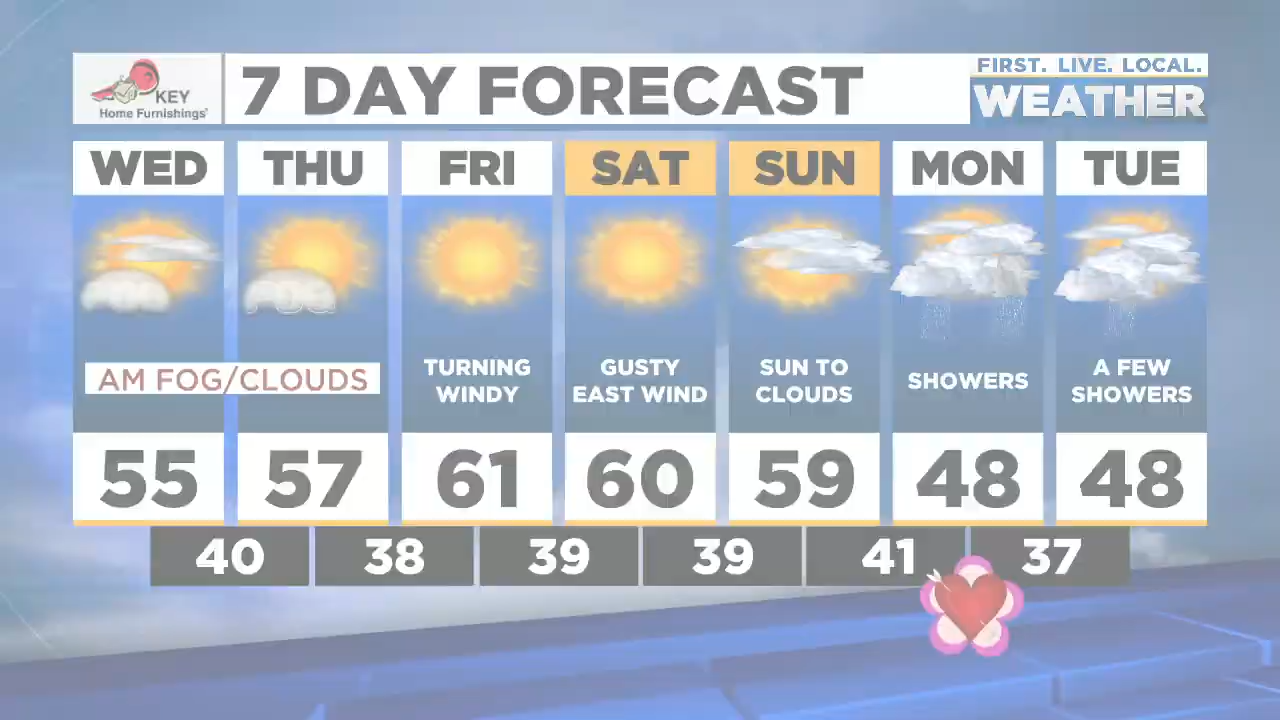 KEY
Home Furnishings'
7 DAY FORECAST
FIRST. LIVE. LOCAL.
WEATHER
WED THU FRI SAT SUN MON TUE
AM FOG/CLOUDS
TURNING
WINDY
GUSTY
EAST WIND
SUN TO
CLOUDS
SHOWERS
A FEW
SHOWERS
55 57 61 60 59 48 48
40 38 39 39 41 37